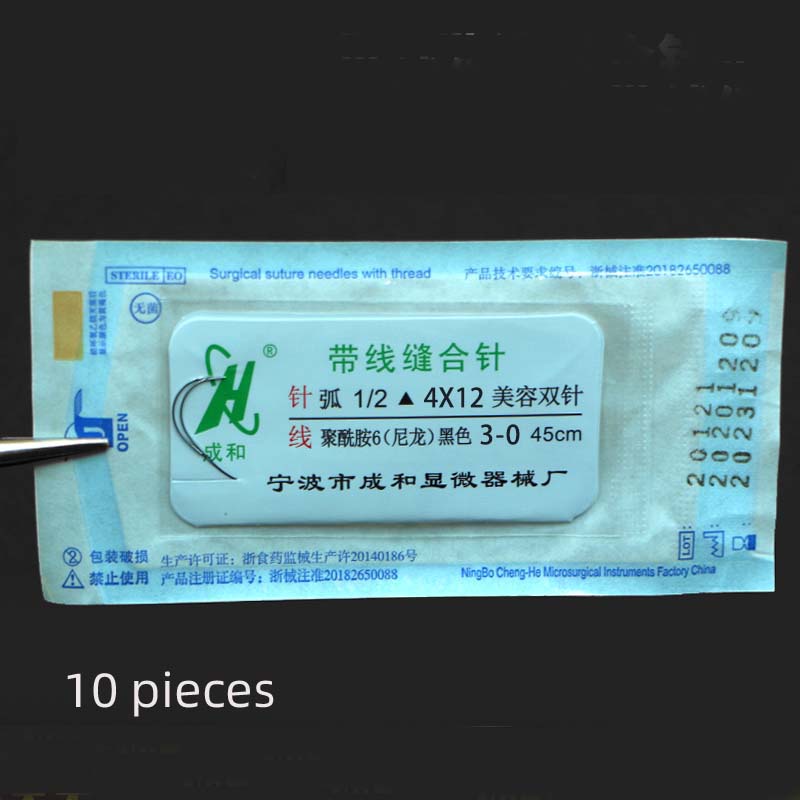 STERILE EO
Surgical suture needles with thread
产品技术要求编号：浙械注准20182650088
无菌
®
带线缝合针
针 弧 1/2 ▲ 4X12 美容双针
线 聚酰胺6(尼龙)黑色 3-0 45cm
成和
宁波市成和显微器械厂
OPEN
20121
20201209
20231207
LOT
包装破损
禁止使用
生产许可证：浙食药监械生产许20140186号
产品注册证编号：浙械注准20182650088
NingBo Cheng-He Microsurgical Instruments Factory China
10 pieces